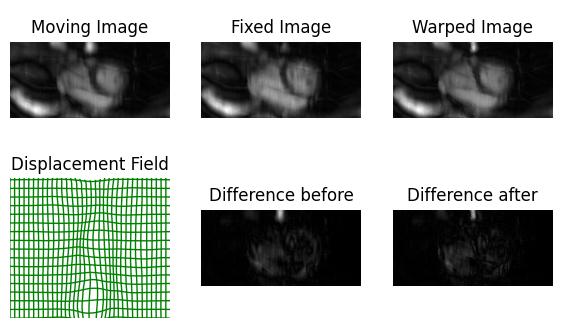 Moving Image
Fixed Image
Warped Image
Displacement Field
Difference before
Difference after